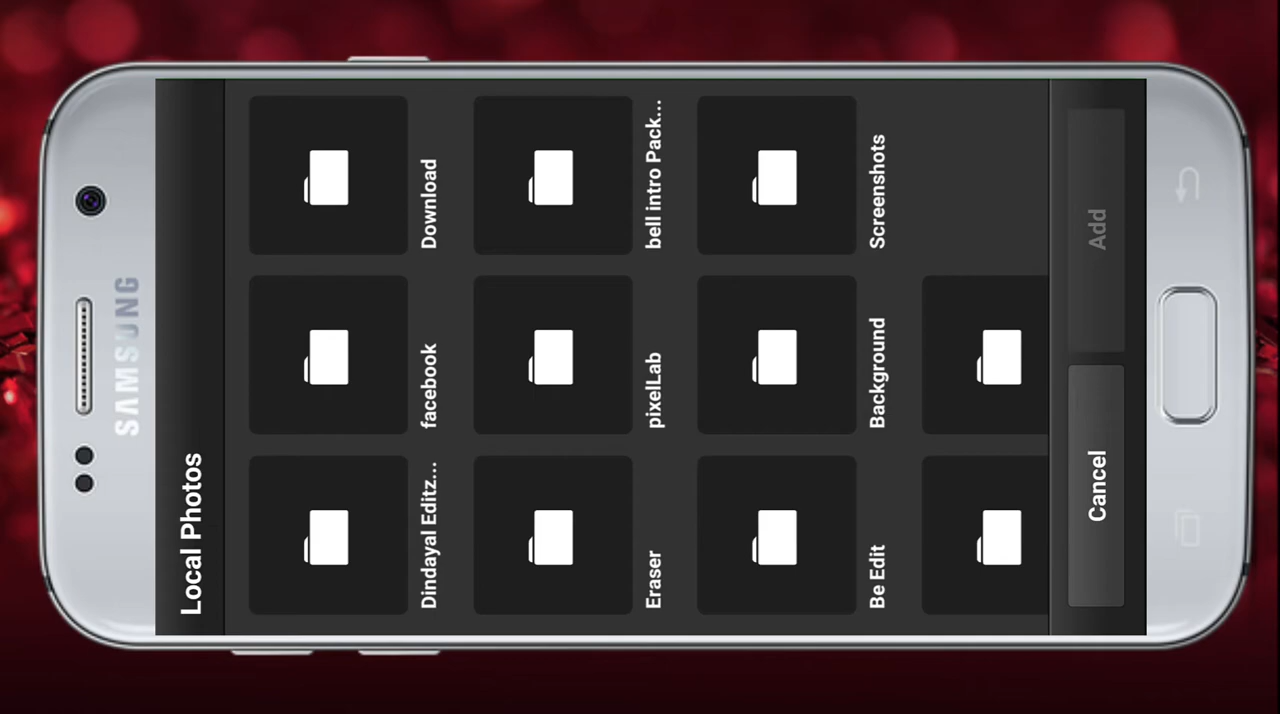 SAMSUNG
Local Photos
Dindayal Editz...
facebook
Download
Eraser
pixelLab
bell intro Pack...
Be Edit
Background
Screenshots
Cancel
Add